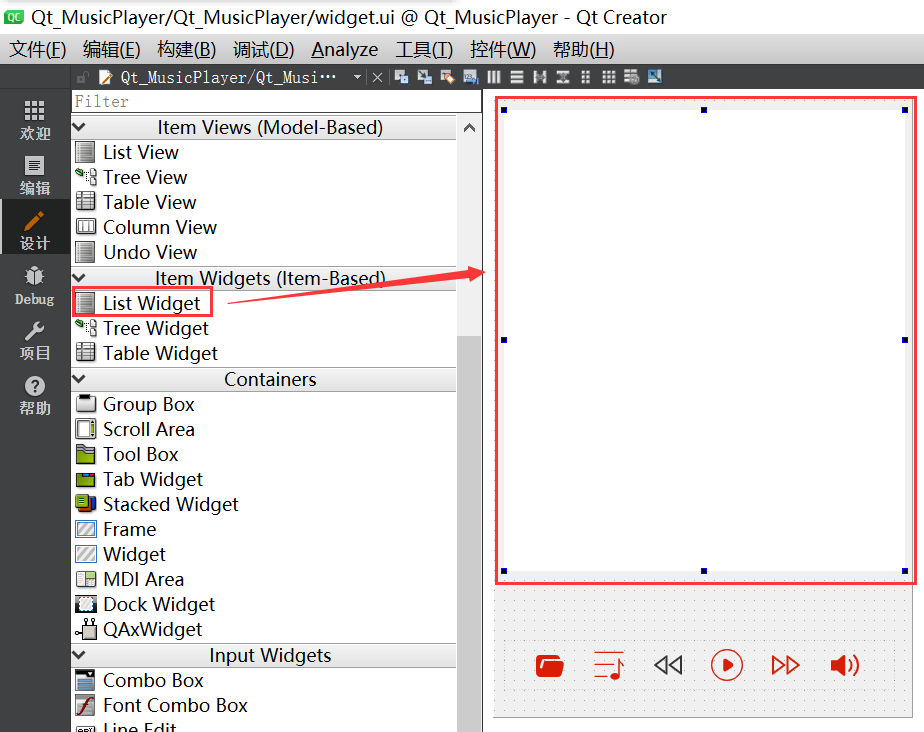 QC Qt_MusicPlayer/Qt_MusicPlayer/widget.ui @ Qt_MusicPlayer - Qt Creator
文件(F) 编辑(E) 构建(B) 调试(D) Analyze 工具(T) 控件(W) 帮助(H)
Qt_MusicPlayer/Qt_Musi···
Filter
欢迎
编辑
设计
Debug
项目
帮助
Item Views (Model-Based)
List View
Tree View
Table View
Column View
Undo View
Item Widgets (Item-Based)
List Widget
Tree Widget
Table Widget
Containers
Group Box
Scroll Area
Tool Box
Tab Widget
Stacked Widget
Frame
Widget
MDI Area
Dock Widget
QAxWidget
Input Widgets
Combo Box
Font Combo Box
Line Edit